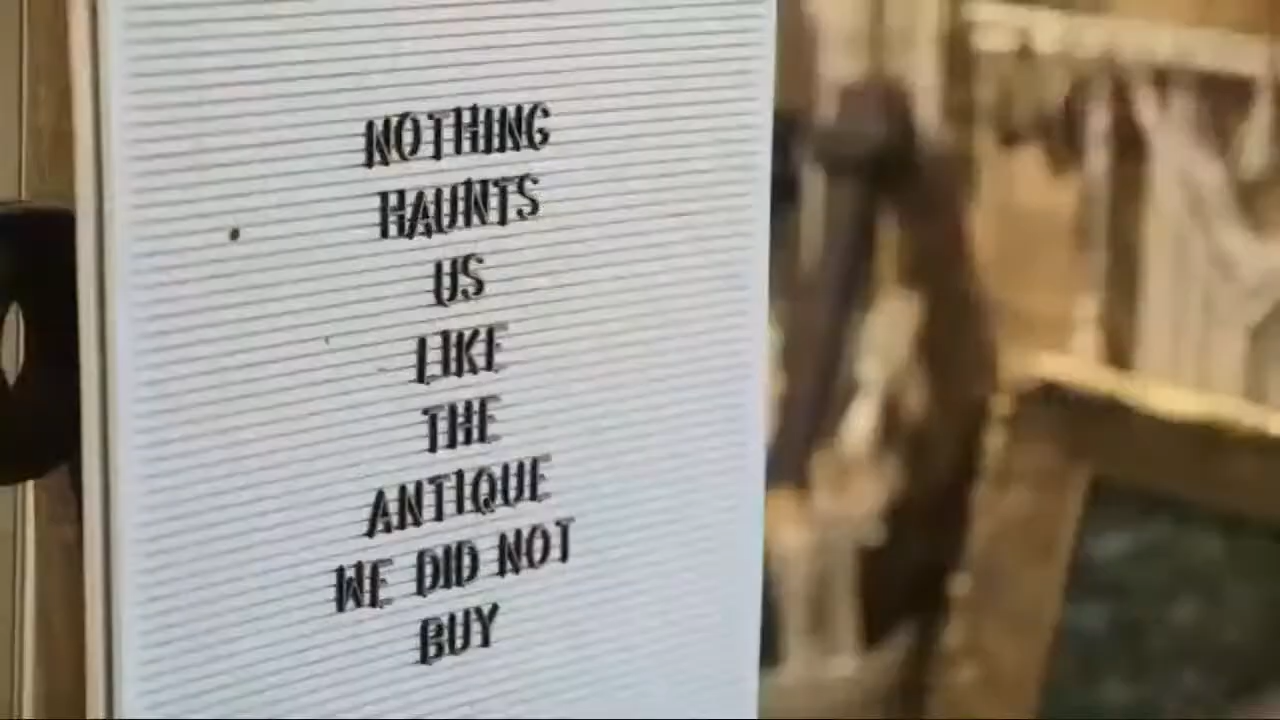 NOTHING
HAUNTS
US
LIKE
THE
ANTIQUE
WE DID NOT
BUY